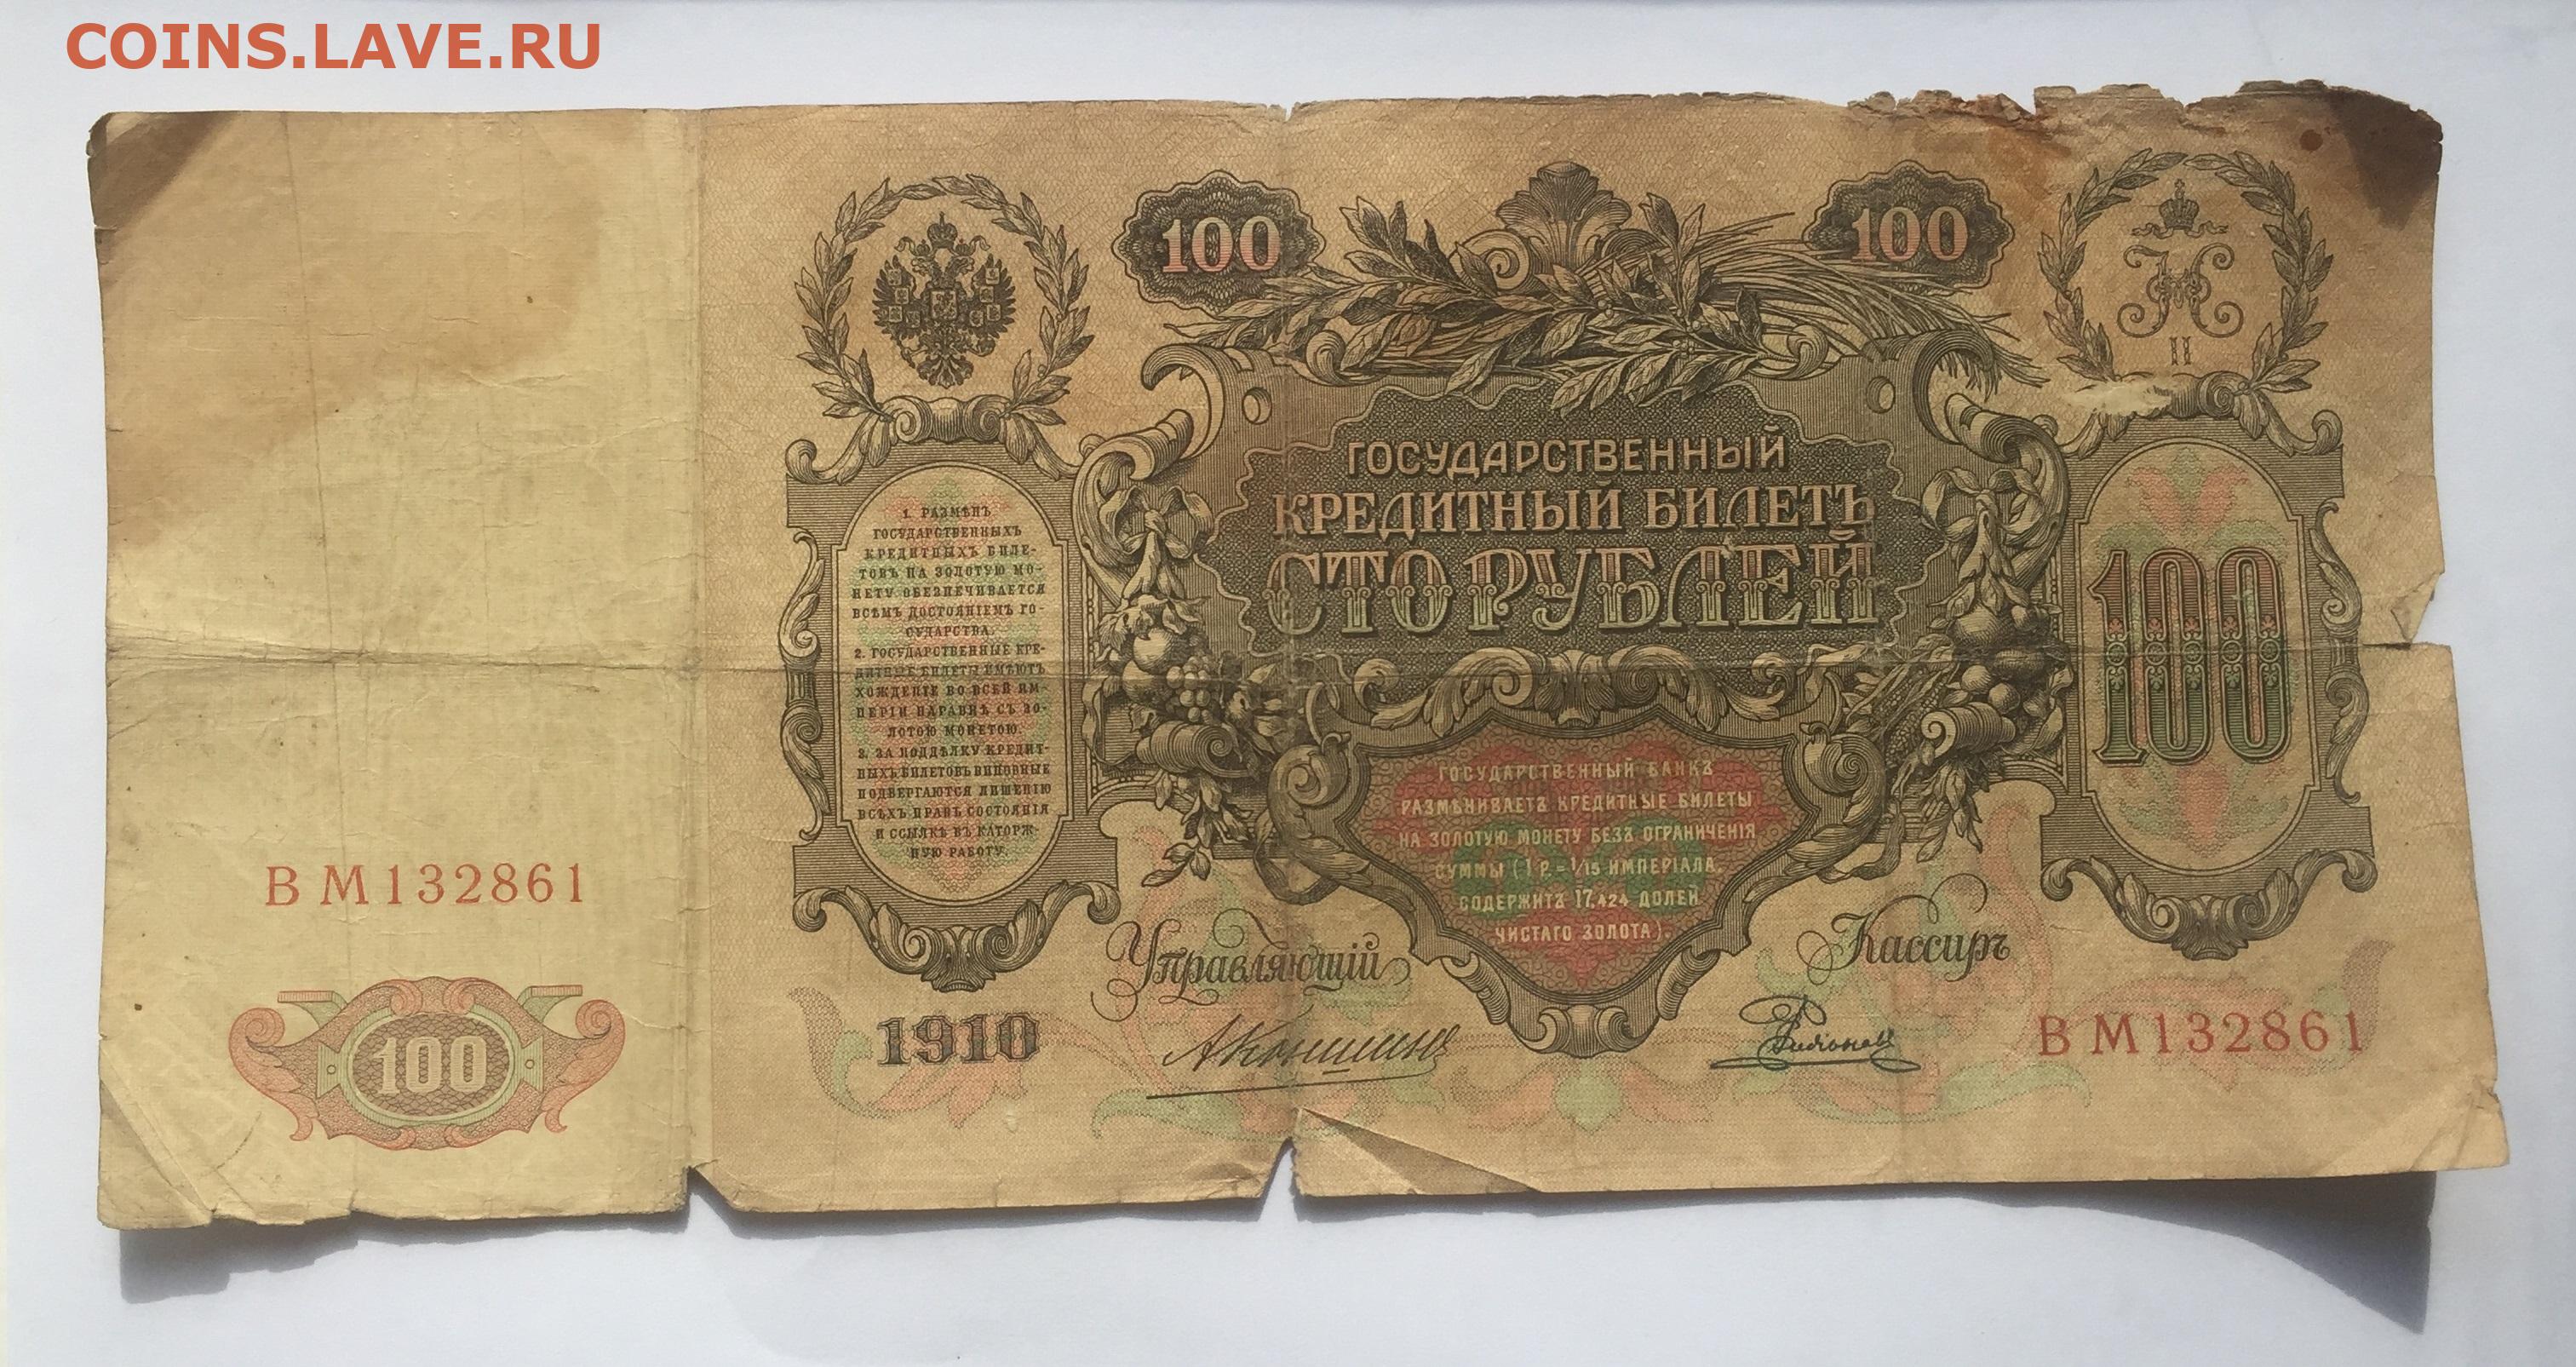 COINS.LAVE.RU
100
100
Н
II
ГОСУДАРСТВЕННЫЙ
КРЕДИТНЫЙ БИЛЕТЪ
СТО РУБЛЕЙ
1. РАЗМѢНЪ
ГОСУДАРСТВЕННЫХЪ
КРЕДИТНЫХЪ БИЛЕ-
ТОВЪ НА ЗОЛОТУЮ МО-
НЕТУ ОБЕЗПЕЧИВАЕТСЯ
ВСѢМЪ ДОСТОЯНІЕМЪ ГО-
СУДАРСТВА.
2. ГОСУДАРСТВЕННЫЕ КРЕ-
ДИТНЫЕ БИЛЕТЫ ИМѢЮТЪ
ХОЖДЕНІЕ ВО ВСЕЙ ИМ-
ПЕРІИ НАРАВНѢ СЪ ЗО-
ЛОТОЮ МОНЕТОЮ.
3. ЗА ПОДДѢЛКУ КРЕДИТ-
НЫХЪ БИЛЕТОВЪ ВИНОВНЫЕ
ПОДВЕРГАЮТСЯ ЛИШЕНІЮ
ВСѢХЪ ПРАВЪ СОСТОЯНІЯ
И ССЫЛКѢ ВЪ КАТОРЖ-
НУЮ РАБОТУ.
100
ГОСУДАРСТВЕННЫЙ БАНКЪ
РАЗМѢНИВАЕТЪ КРЕДИТНЫЕ БИЛЕТЫ
НА ЗОЛОТУЮ МОНЕТУ БЕЗЪ ОГРАНИЧЕНІЯ
СУММЫ (1 Р. = 1/15 ИМПЕРІАЛА,
СОДЕРЖИТЪ 17,424 ДОЛЕЙ
ЧИСТАГО ЗОЛОТА).
ВМ132861
100
Управляющій
Кассиръ
1910
АКоншинъ
Родіоновъ
ВМ132861